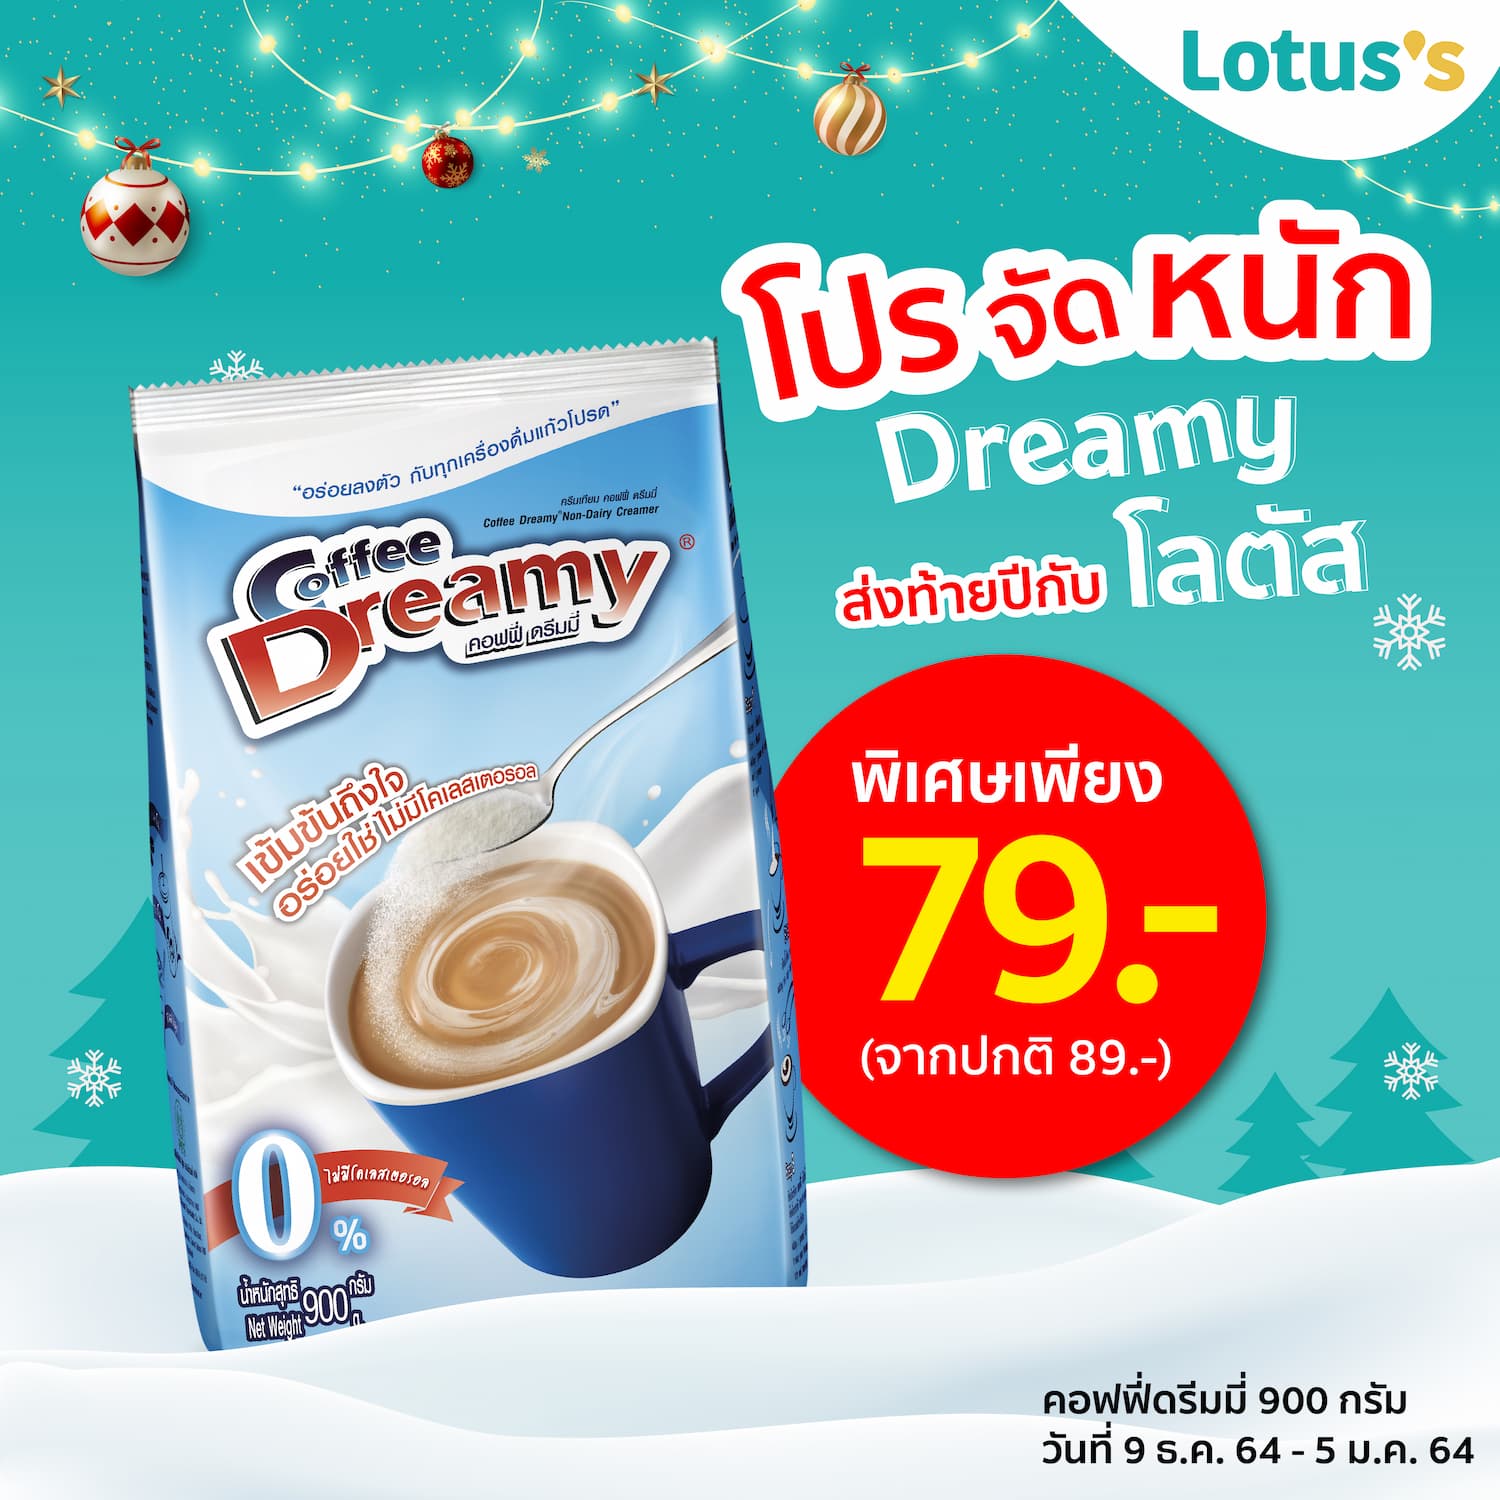 Lotus's
โปร จัด หนัก
Dreamy
ส่งท้ายปีกับ โลตัส
"อร่อยลงตัว กับทุกเครื่องดื่มแก้วโปรด"
ครีมเทียม คอฟฟี่ ดรีมมี่
Coffee Dreamy® Non-Dairy Creamer
Coffee
Dreamy®
คอฟฟี่ ดรีมมี่
เข้มข้นถึงใจ
อร่อยใช่ ไม่มีโคเลสเตอรอล
พิเศษเพียง
79.-
(จากปกติ 89.-)
0%
ไม่มีโคเลสเตอรอล
น้ำหนักสุทธิ 900 กรัม
Net Weight g
คอฟฟี่ดรีมมี่ 900 กรัม
วันที่ 9 ธ.ค. 64 - 5 ม.ค. 64